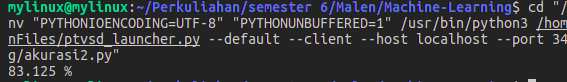 mylinux@mylinux:~/Perkuliahan/semester 6/Malen/Machine-Learning$ cd "/
nv "PYTHONIOENCODING=UTF-8" "PYTHONUNBUFFERED=1" /usr/bin/python3 /hom
nFiles/ptvsd_launcher.py --default --client --host localhost --port 34
g/akurasi2.py"
83.125 %